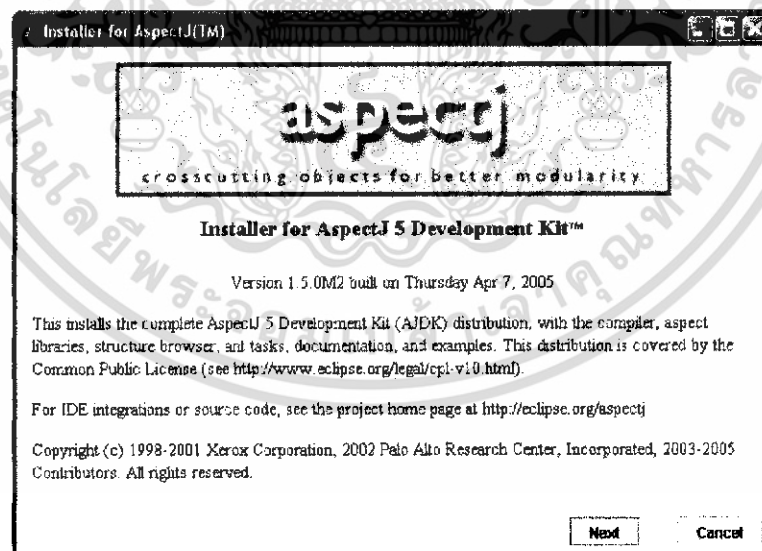 Installer for AspectJ(TM)
aspectj
crosscutting objects for better modularity
Installer for AspectJ 5 Development Kit™
Version 1.5.0M2 built on Thursday Apr 7, 2005
This installs the complete AspectJ 5 Development Kit (AJDK) distribution, with the compiler, aspect
libraries, structure browser, ant tasks, documentation, and examples. This distribution is covered by the
Common Public License (see http://www.eclipse.org/legal/cpl-v10.html).
For IDE integrations or source code, see the project home page at http://eclipse.org/aspectj
Copyright (c) 1998-2001 Xerox Corporation, 2002 Palo Alto Research Center, Incorporated, 2003-2005
Contributors. All rights reserved.
Next Cancel